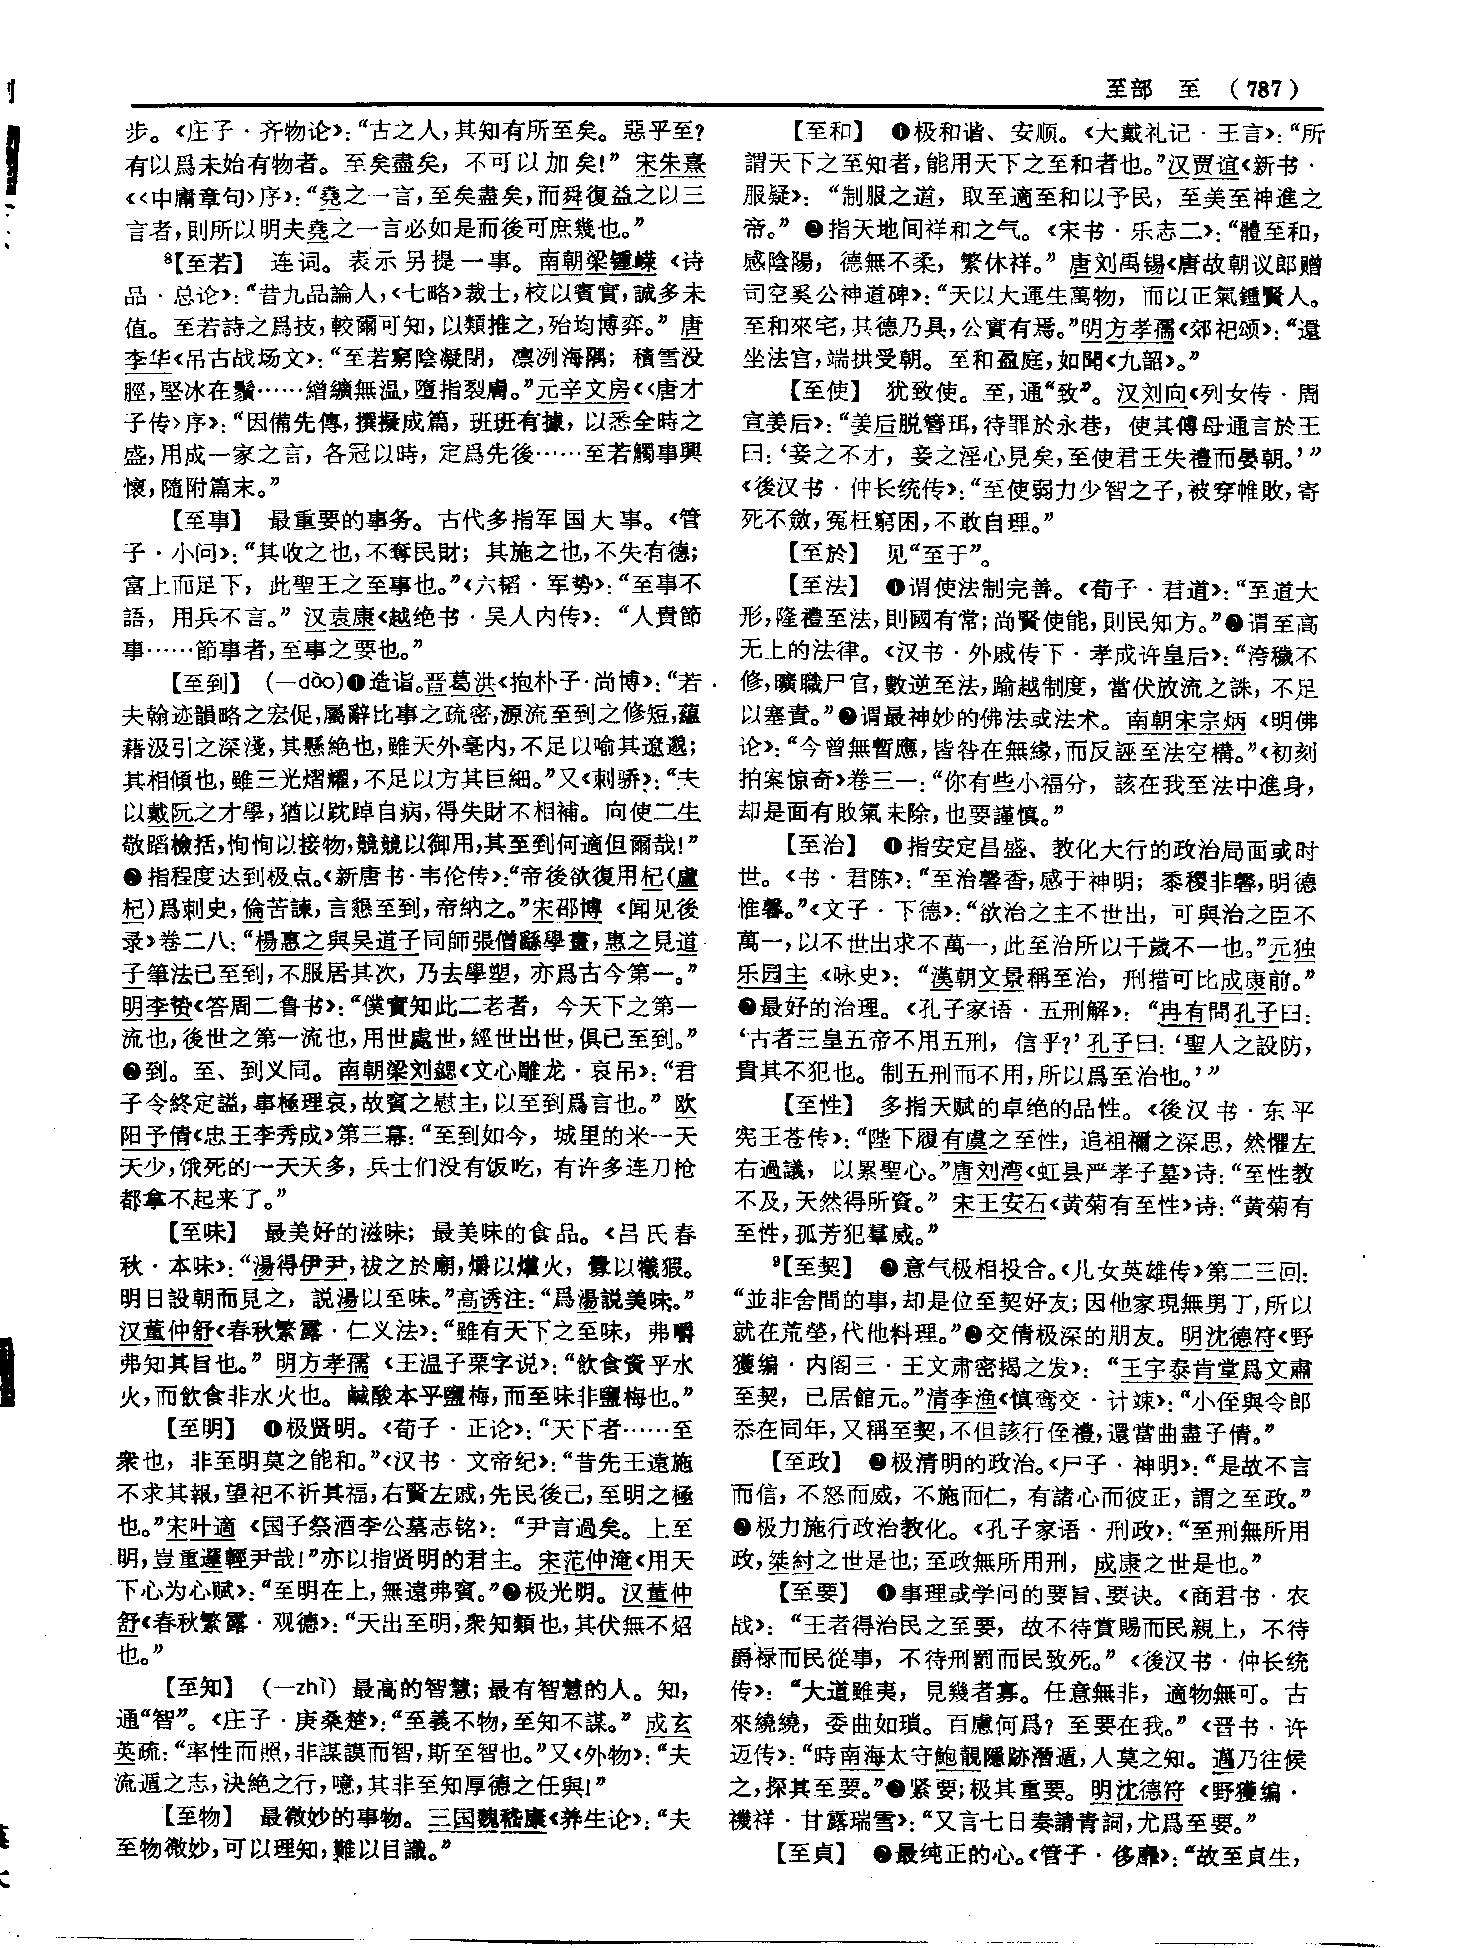 至部　至　（787）
步。《庄子·齐物论》：“古之人，其知有所至矣。惡乎至？
有以爲未始有物者。至矣盡矣，不可以加矣！”宋朱熹
《〈中庸章句〉序》：“堯之一言，至矣盡矣，而舜復益之以三
言者，則所以明夫堯之一言必如是而後可庶幾也。”
⁸【至若】　连词。表示另提一事。南朝梁锺嵘《诗
品·总论》：“昔九品論人，《七略》裁士，校以賓實，誠多未
值。至若詩之爲技，較爾可知，以類推之，殆均博弈。”唐
李华《吊古战场文》：“至若窮陰凝閉，凛冽海隅；積雪没
脛，堅冰在鬚……繒纊無温，墮指裂膚。”元辛文房《〈唐才
子传〉序》：“因備先傳，撰擬成篇，班班有據，以悉全時之
盛，用成一家之言，各冠以時，定爲先後……至若觸事興
懷，隨附篇末。”
【至事】　最重要的事务。古代多指军国大事。《管
子·小问》：“其收之也，不奪民財；其施之也，不失有德；
富上而足下，此聖王之至事也。”《六韬·军势》：“至事不
語，用兵不言。”汉袁康《越绝书·吴人内传》：“人貴節
事……節事者，至事之要也。”
【至到】　（—dào）❶造诣。晋葛洪《抱朴子·尚博》：“若
夫翰迹韻略之宏促，屬辭比事之疏密，源流至到之修短，藴
藉汲引之深淺，其懸絶也，雖天外毫内，不足以喻其遼邈；
其相傾也，雖三光熠耀，不足以方其巨細。”又《刺骄》：“夫
以戴阮之才學，猶以跅踔自病，得失財不相補。向使二生
敬蹈檢括，恂恂以接物，兢兢以御用，其至到何適但爾哉！”
❷指程度达到极点。《新唐书·韦伦传》：“帝後欲復用杞（盧
杞）爲刺史，倫苦諫，言懇至到，帝納之。”宋邵博《闻见後
录》卷二八：“楊惠之與吴道子同師張僧繇學畫，惠之見道
子筆法已至到，不服居其次，乃去學塑，亦爲古今第一。”
明李贽《答周二鲁书》：“僕實知此二老者，今天下之第一
流也，後世之第一流也，用世處世，經世出世，俱已至到。”
❸到。至、到义同。南朝梁刘勰《文心雕龙·哀吊》：“君
子令終定謚，事極理哀，故賓之慰主，以至到爲言也。”欧
阳予倩《忠王李秀成》第三幕：“至到如今，城里的米一天
天少，饿死的一天天多，兵士们没有饭吃，有许多连刀枪
都拿不起来了。”
【至味】　最美好的滋味；最美味的食品。《吕氏春
秋·本味》：“湯得伊尹，祓之於廟，爝以爟火，釁以犧猳。
明日設朝而見之，説湯以至味。”高诱注：“爲湯説美味。”
汉董仲舒《春秋繁露·仁义法》：“雖有天下之至味，弗嚼
弗知其旨也。”明方孝孺《王温子栗字说》：“飲食資乎水
火，而飲食非水火也。鹹酸本乎鹽梅，而至味非鹽梅也。”
【至明】　❶极贤明。《荀子·正论》：“天下者……至
衆也，非至明莫之能和。”《汉书·文帝纪》：“昔先王遠施
不求其報，望祀不祈其福，右賢左戚，先民後己，至明之極
也。”宋叶適《国子祭酒李公墓志铭》：“尹言過矣。上至
明，豈重邏輕尹哉！”亦以指贤明的君主。宋范仲淹《用天
下心为心赋》：“至明在上，無遠弗賓。”❷极光明。汉董仲
舒《春秋繁露·观德》：“天出至明，衆知類也，其伏無不炤
也。”
【至知】　（—zhì）最高的智慧；最有智慧的人。知，
通“智”。《庄子·庚桑楚》：“至義不物，至知不謀。”成玄
英疏：“率性而照，非謀謨而智，斯至智也。”又《外物》：“夫
流遁之志，決絶之行，噫，其非至知厚德之任與！”
【至物】　最微妙的事物。三国魏嵇康《养生论》：“夫
至物微妙，可以理知，難以目識。”
【至和】　❶极和谐、安顺。《大戴礼记·王言》：“所
謂天下之至知者，能用天下之至和者也。”汉贾谊《新书·
服疑》：“制服之道，取至適至和以予民，至美至神進之
帝。”❷指天地间祥和之气。《宋书·乐志二》：“體至和，
感陰陽，德無不柔，繁休祥。”唐刘禹锡《唐故朝议郎赠
司空奚公神道碑》：“天以大運生萬物，而以正氣鍾賢人。
至和來宅，其德乃具，公實有焉。”明方孝孺《郊祀颂》：“還
坐法宫，端拱受朝。至和盈庭，如聞《九韶》。”
【至使】　犹致使。至，通“致”。汉刘向《列女传·周
宣姜后》：“姜后脱簪珥，待罪於永巷，使其傅母通言於王
曰：‘妾之不才，妾之淫心見矣，至使君王失禮而晏朝。’”
《後汉书·仲长统传》：“至使弱力少智之子，被穿帷敗，寄
死不斂，冤枉窮困，不敢自理。”
【至於】　见“至于”。
【至法】　❶谓使法制完善。《荀子·君道》：“至道大
形，隆禮至法，則國有常；尚賢使能，則民知方。”❷谓至高
无上的法律。《汉书·外戚传下·孝成许皇后》：“洿穢不
修，曠職尸官，數逆至法，踰越制度，當伏放流之誅，不足
以塞責。”❸谓最神妙的佛法或法术。南朝宋宗炳《明佛
论》：“今曾無暫應，皆咎在無緣，而反誣至法空構。”《初刻
拍案惊奇》卷三一：“你有些小福分，該在我至法中進身，
却是面有敗氣未除，也要謹慎。”
【至治】　❶指安定昌盛、教化大行的政治局面或时
世。《书·君陈》：“至治馨香，感于神明；黍稷非馨，明德
惟馨。”《文子·下德》：“欲治之主不世出，可與治之臣不
萬一，以不世出求不萬一，此至治所以千歲不一也。”元独
乐园主《咏史》：“漢朝文景稱至治，刑措可比成康前。”
❷最好的治理。《孔子家语·五刑解》：“冉有問孔子曰：
‘古者三皇五帝不用五刑，信乎？’孔子曰：‘聖人之設防，
貴其不犯也。制五刑而不用，所以爲至治也。’”
【至性】　多指天赋的卓绝的品性。《後汉书·东平
宪王苍传》：“陛下履有虞之至性，追祖禰之深思，然懼左
右過議，以累聖心。”唐刘湾《虹县严孝子墓》诗：“至性教
不及，天然得所資。”宋王安石《黄菊有至性》诗：“黄菊有
至性，孤芳犯羣威。”
⁹【至契】　❶意气极相投合。《儿女英雄传》第二三回：
“並非舍間的事，却是位至契好友；因他家現無男丁，所以
就在荒塋，代他料理。”❷交情极深的朋友。明沈德符《野
獲编·内阁三·王文肃密揭之发》：“王宇泰肯堂爲文肅
至契，已居館元。”清李渔《慎鸾交·计竦》：“小侄與令郎
忝在同年，又稱至契，不但該行侄禮，還當曲盡子情。”
【至政】　❶极清明的政治。《尸子·神明》：“是故不言
而信，不怒而威，不施而仁，有諸心而彼正，謂之至政。”
❷极力施行政治教化。《孔子家语·刑政》：“至刑無所用
政，桀紂之世是也；至政無所用刑，成康之世是也。”
【至要】　❶事理或学问的要旨、要诀。《商君书·农
战》：“王者得治民之至要，故不待賞賜而民親上，不待
爵禄而民從事，不待刑罰而民致死。”《後汉书·仲长统
传》：“大道雖夷，見幾者寡。任意無非，適物無可。古
來繞繞，委曲如瑣。百慮何爲？至要在我。”《晋书·许
迈传》：“時南海太守鮑靚隱跡潛遁，人莫之知。邁乃往候
之，探其至要。”❷紧要；极其重要。明沈德符《野獲编·
禨祥·甘露瑞雪》：“又言七日奏請青詞，尤爲至要。”
【至貞】　❶最纯正的心。《管子·侈靡》：“故至貞生，